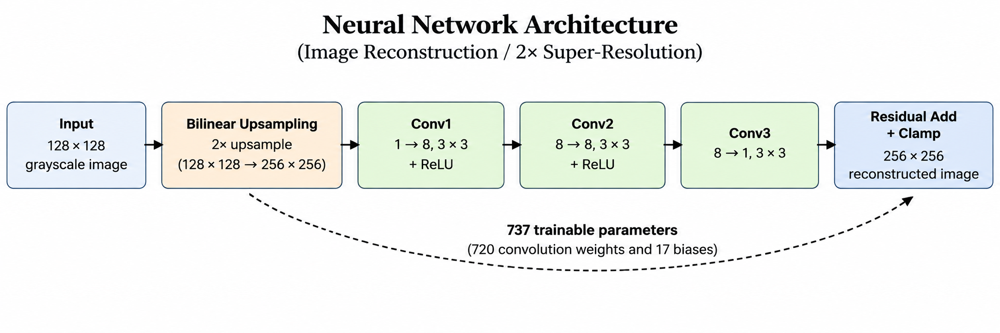 Neural Network Architecture
(Image Reconstruction / 2× Super-Resolution)
Input
128 × 128
grayscale image
Bilinear Upsampling
2× upsample
(128 × 128 → 256 × 256)
Conv1
1 → 8, 3 × 3
+ ReLU
Conv2
8 → 8, 3 × 3
+ ReLU
Conv3
8 → 1, 3 × 3
Residual Add
+ Clamp
256 × 256
reconstructed image
737 trainable parameters
(720 convolution weights and 17 biases)